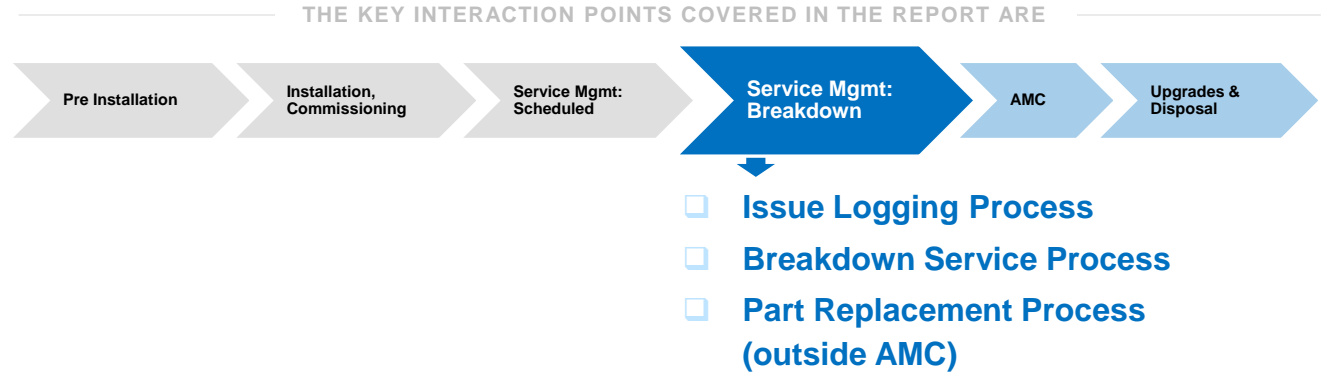 THE KEY INTERACTION POINTS COVERED IN THE REPORT ARE
Pre Installation
Installation,
Commissioning
Service Mgmt:
Scheduled
Service Mgmt:
Breakdown
AMC
Upgrades &
Disposal
Issue Logging Process
Breakdown Service Process
Part Replacement Process
(outside AMC)